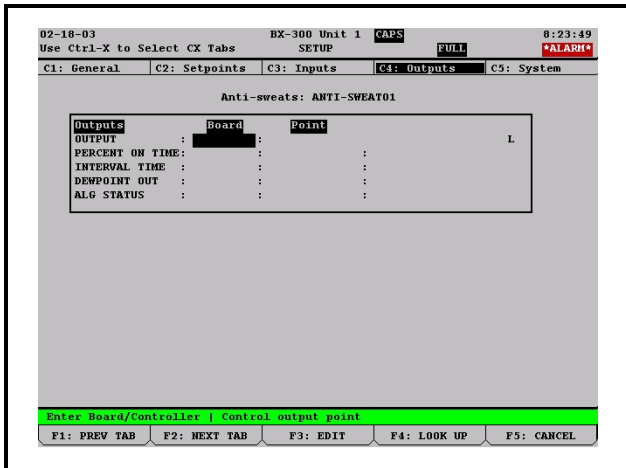 02-18-03 BX-300 Unit 1 CAPS 8:23:49
Use Ctrl-X to Select CX Tabs SETUP FULL *ALARM*
C1: General C2: Setpoints C3: Inputs C4: Outputs C5: System
Anti-sweats: ANTI-SWEAT01
Outputs Board Point
OUTPUT : : L
PERCENT ON TIME: : :
INTERVAL TIME : : :
DEWPOINT OUT : : :
ALG STATUS : : :
Enter Board/Controller | Control output point
F1: PREV TAB F2: NEXT TAB F3: EDIT F4: LOOK UP F5: CANCEL